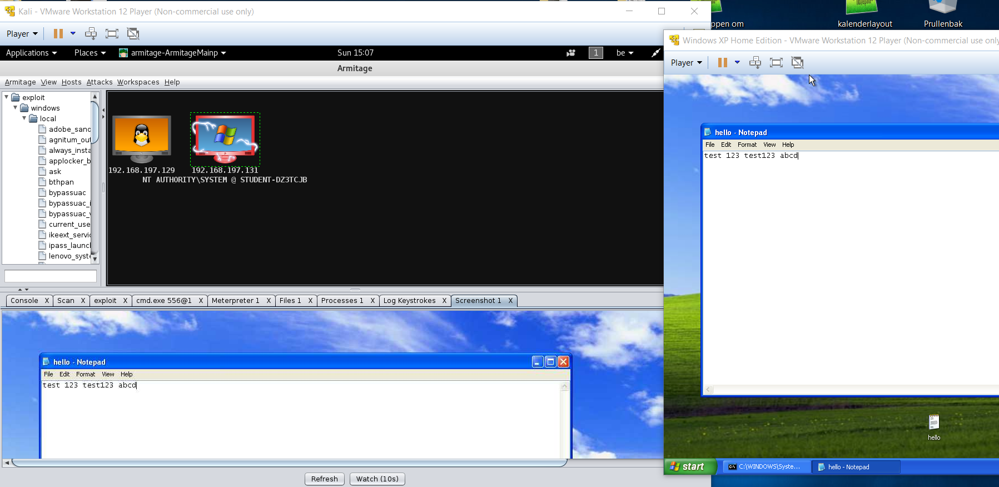 Kali - VMware Workstation 12 Player (Non-commercial use only)
Player
Applications Places armitage-ArmitageMainp Sun 15:07 1 be
Armitage
Armitage View Hosts Attacks Workspaces Help
exploit
windows
local
adobe_sand
agnitum_ou
always_insta
applocker_b
ask
bthpan
bypassuac
bypassuac_i
bypassuac_v
current_use
ikeext_servi
ipass_launc
lenovo_syste
192.168.197.129 192.168.197.131
NT AUTHORITY\SYSTEM @ STUDENT-DZ3TCJB
Console X Scan X exploit X cmd.exe 556@1 X Meterpreter 1 X Files 1 X Processes 1 X Log Keystrokes X Screenshot 1 X
hello - Notepad
File Edit Format View Help
test 123 test123 abcd
Refresh Watch (10s)
ppen om kalenderlayout Prullenbak
Windows XP Home Edition - VMware Workstation 12 Player (Non-commercial use only
Player
hello - Notepad
File Edit Format View Help
test 123 test123 abcd
hello
start C:\WINDOWS\Syste... hello - Notepad